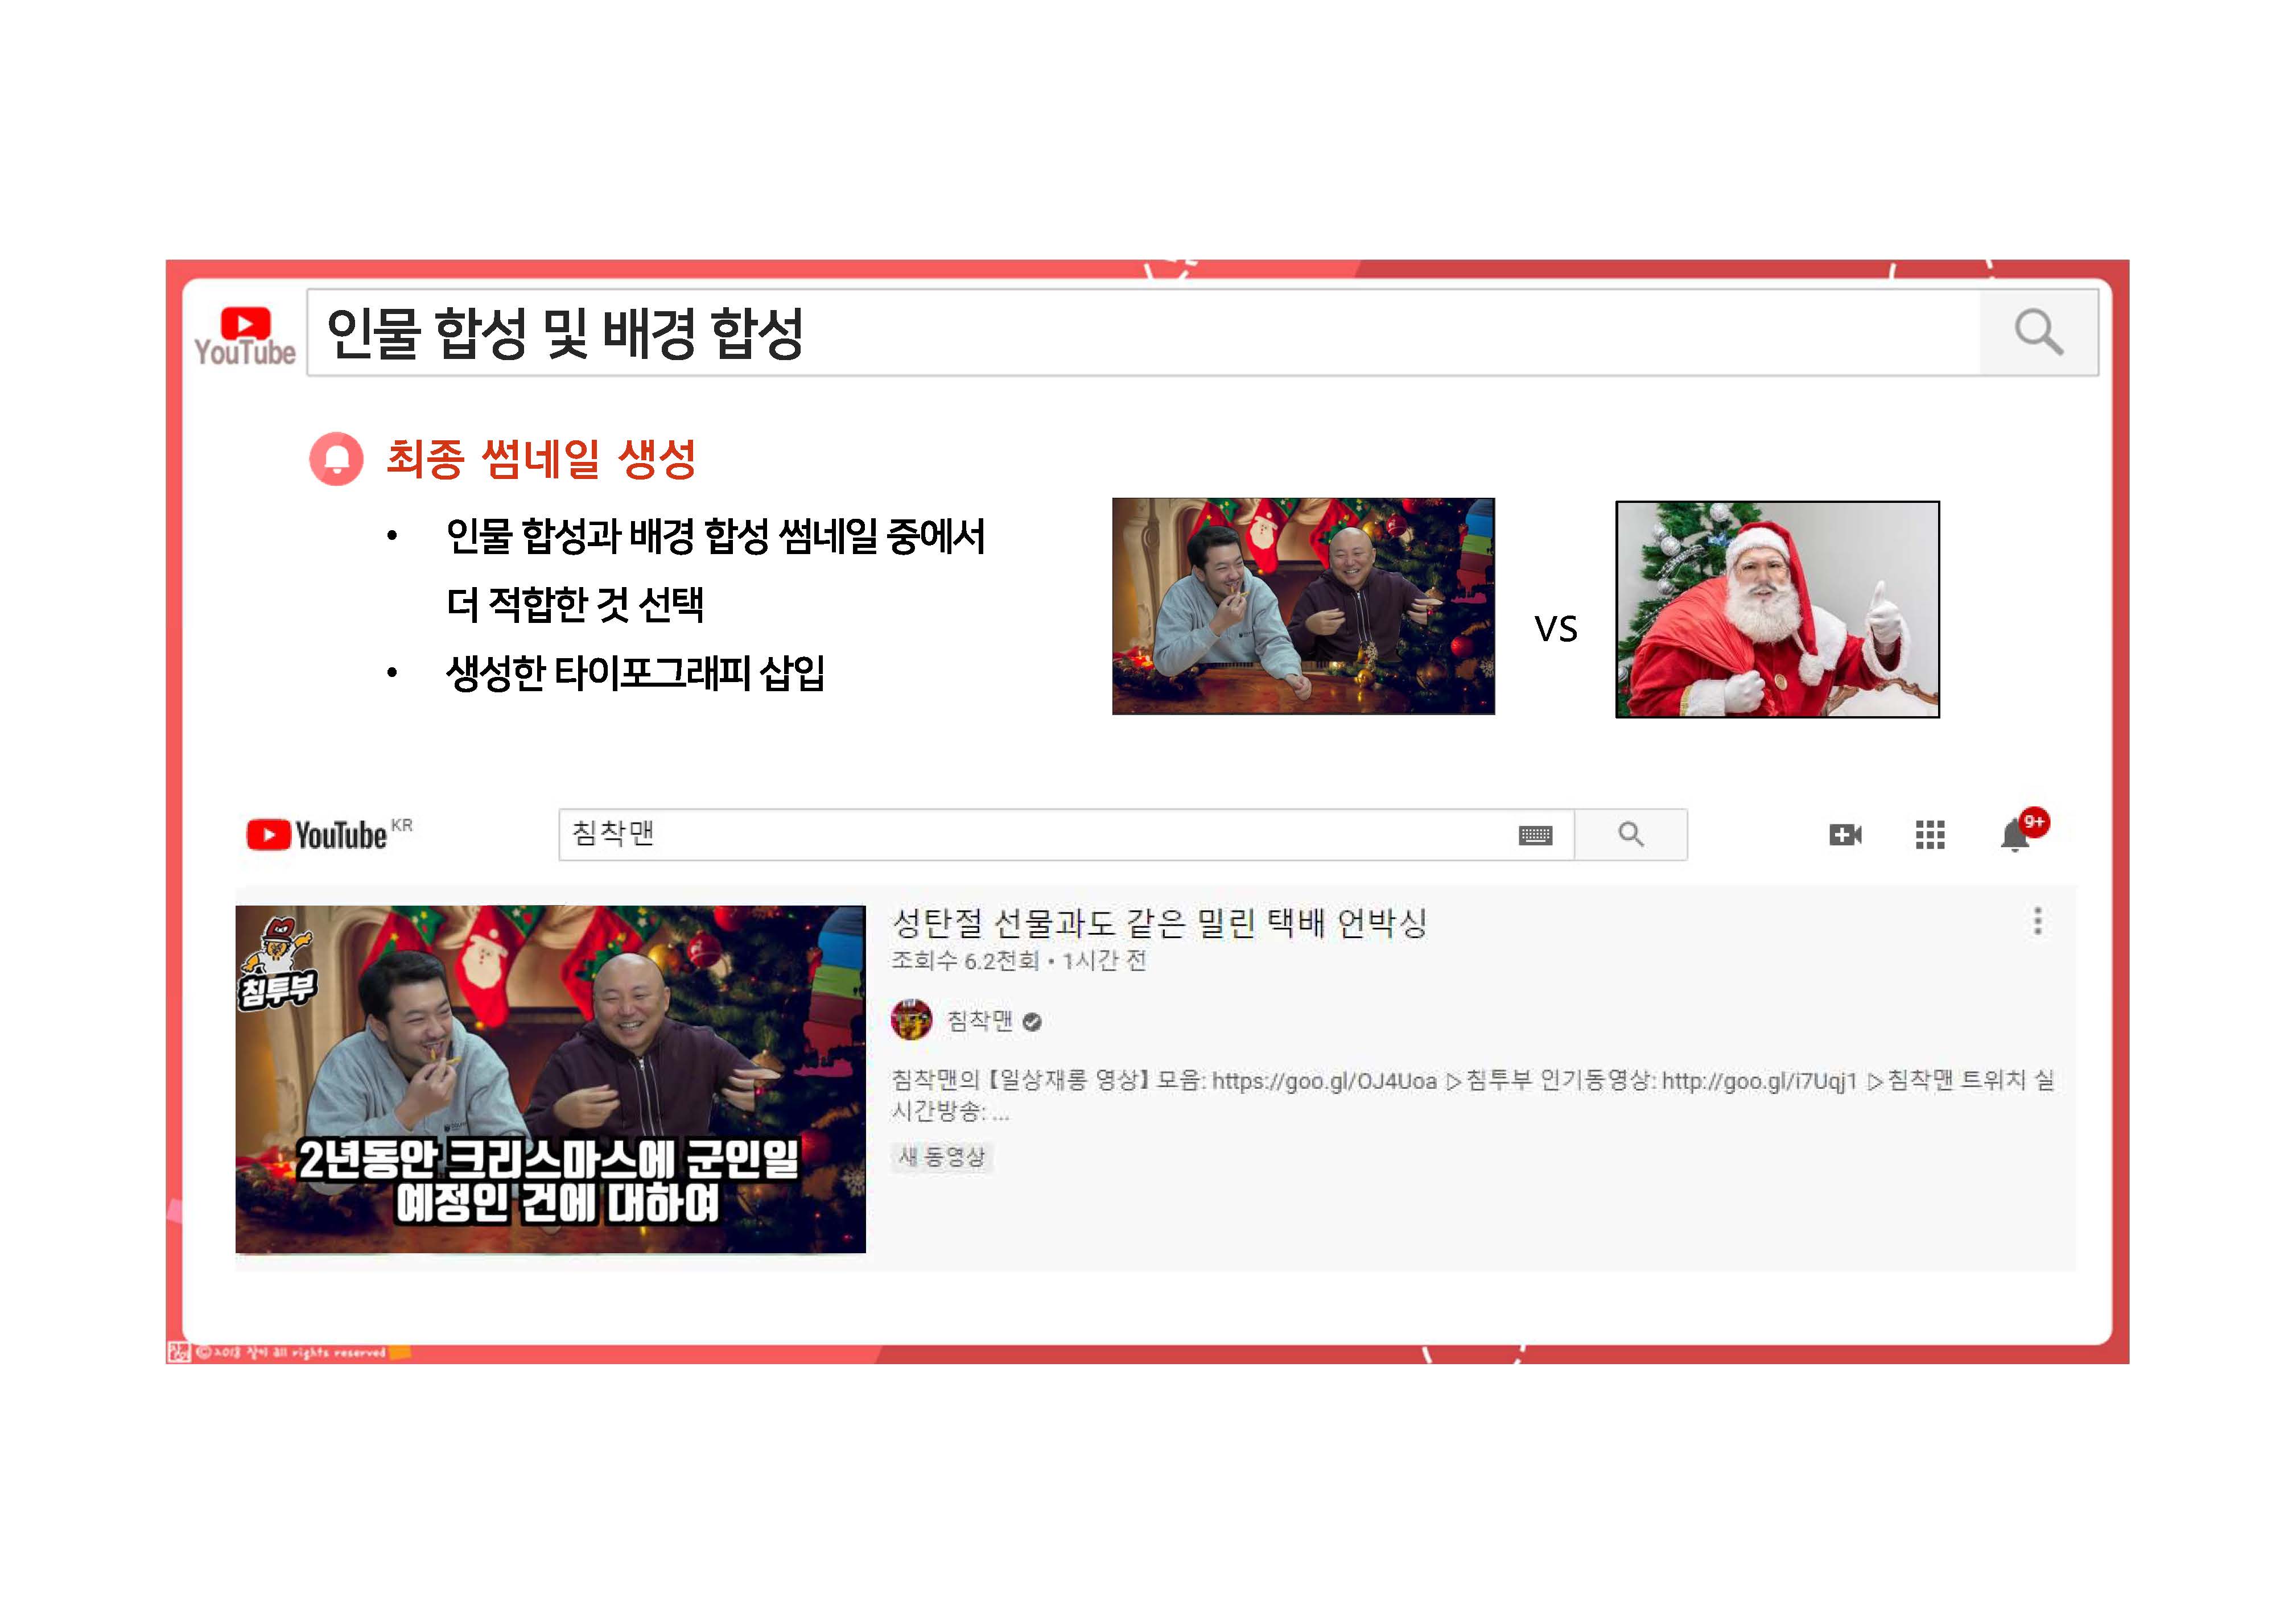 YouTube
인물 합성 및 배경 합성
최종 썸네일 생성
• 인물 합성과 배경 합성 썸네일 중에서
더 적합한 것 선택
• 생성한 타이포그래피 삽입
VS
YouTube KR
침착맨
9+
침투부
2년동안 크리스마스에 군인일
예정인 건에 대하여
성탄절 선물과도 같은 밀린 택배 언박싱
조회수 6.2천회 • 1시간 전
침착맨
침착맨의 【일상재롱 영상】 모음: https://goo.gl/OJ4Uoa ▷침투부 인기동영상: http://goo.gl/i7Uqj1 ▷침착맨 트위치 실
시간방송: ...
새 동영상
©2018 장이 all rights reserved